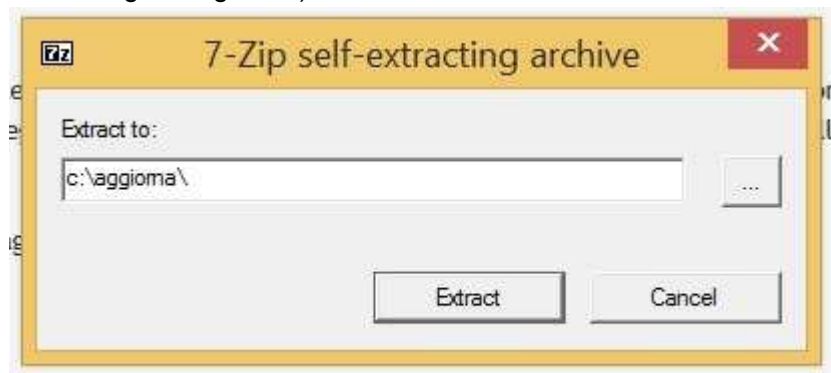 7z 7-Zip self-extracting archive
Extract to:
c:\aggiorna\
...
Extract Cancel